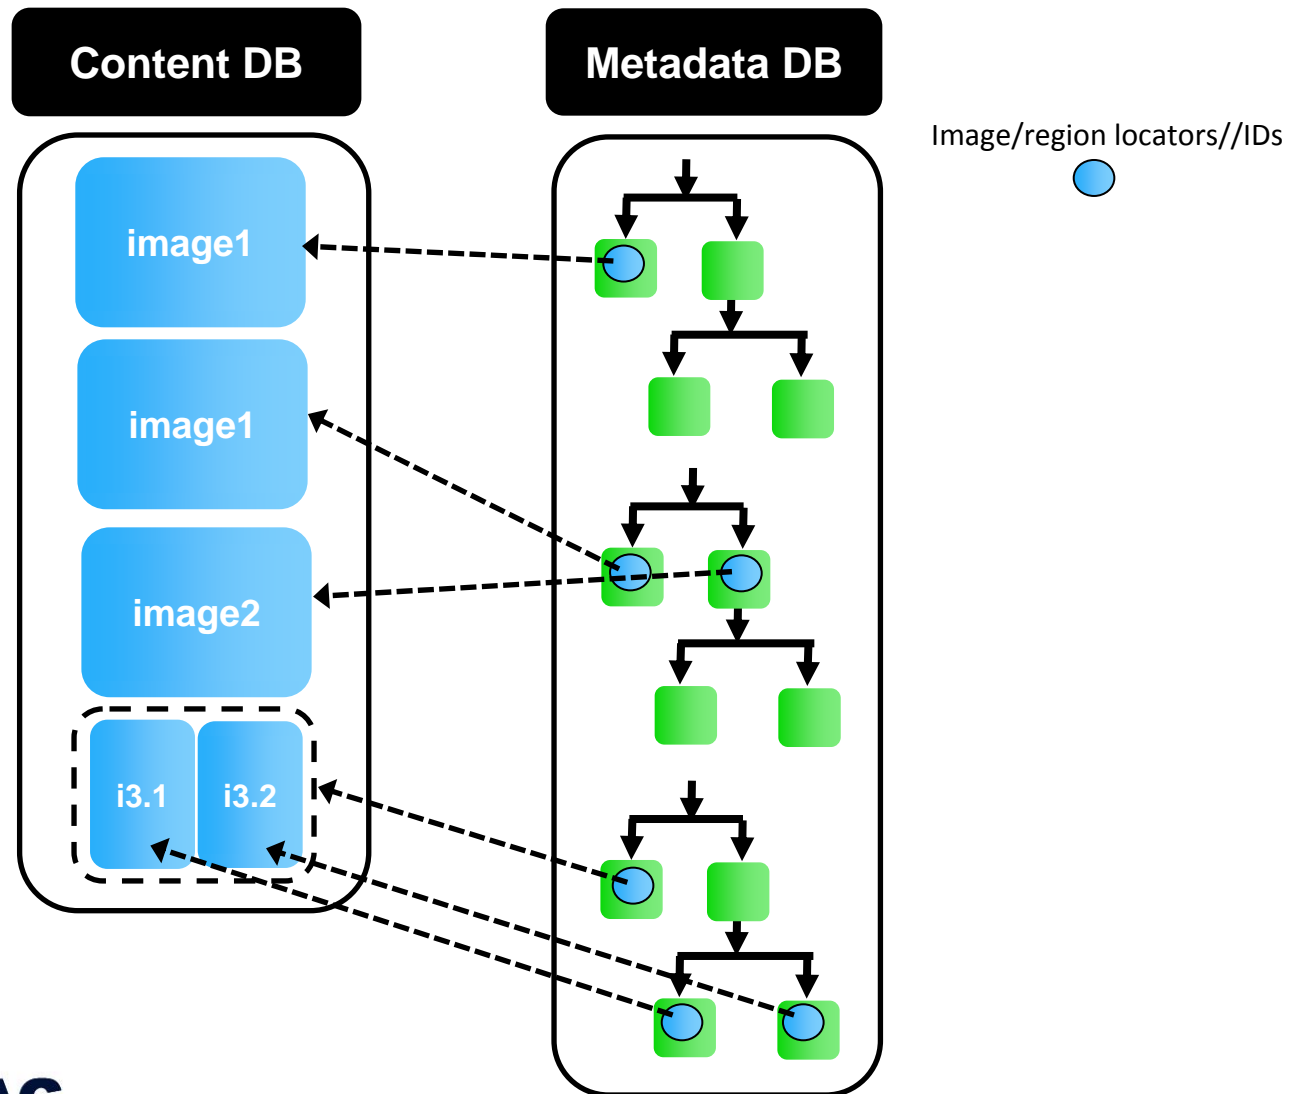 Content DB
Metadata DB
Image/region locators//IDs
image1
image1
image2
i3.1
i3.2